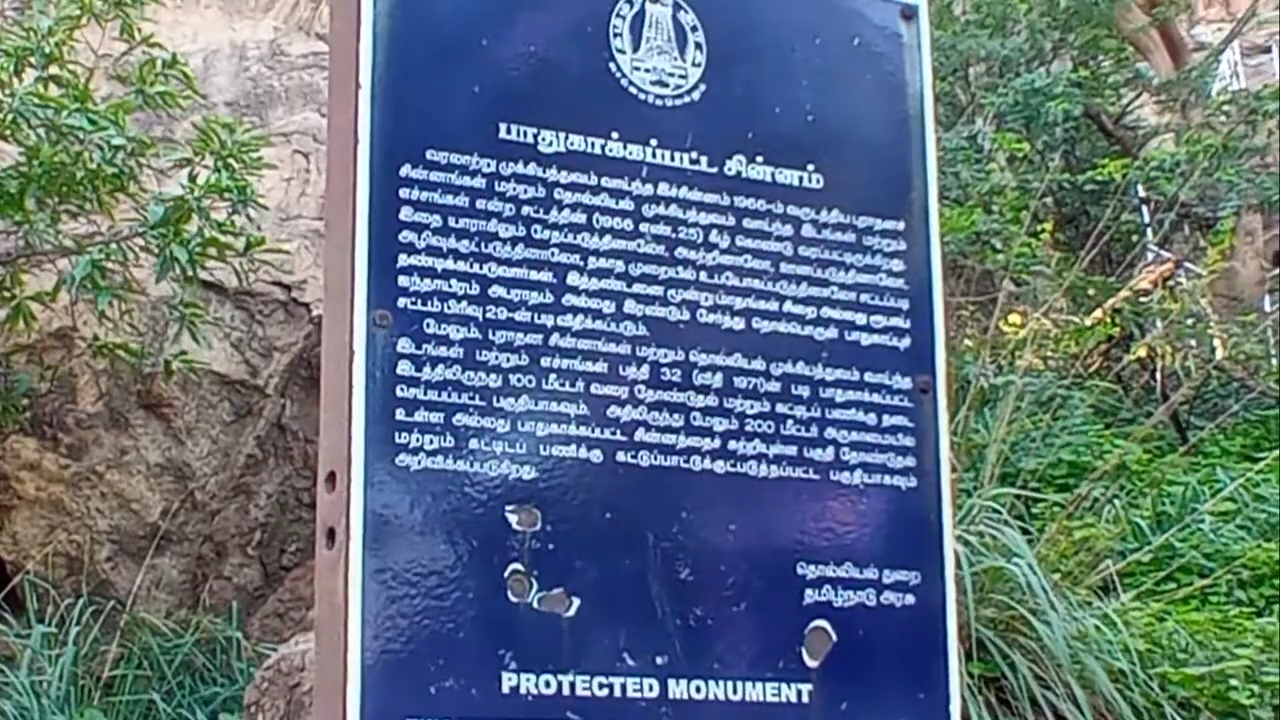 பாதுகாக்கப்பட்ட சின்னம்
வரலாற்று முக்கியத்துவம் வாய்ந்த இச்சின்னம் 1966-ம் வருடத்திய புராதனச்
சின்னங்கள் மற்றும் தொல்லியல் முக்கியத்துவம் வாய்ந்த இடங்கள் மற்றும்
எச்சங்கள் என்ற சட்டத்தின் (1966 எண். 25) கீழ் கொண்டு வரப்பட்டிருக்கிறது.
இதை யாராகிலும் சேதப்படுத்தினாலோ, அகற்றினாலோ, ஊனப்படுத்தினாலோ,
அழிவுக்குட்படுத்தினாலோ, தகாத முறையில் உபயோகப்படுத்தினாலோ சட்டப்படி
தண்டிக்கப்படுவார்கள். இத்தண்டனை மூன்று மாதங்கள் சிறை அல்லது ரூபாய்
ஐந்தாயிரம் அபராதம் அல்லது இரண்டும் சேர்த்து தொல்பொருள் பாதுகாப்புச்
சட்டம் பிரிவு 29-ன் படி விதிக்கப்படும்.
மேலும், புராதன சின்னங்கள் மற்றும் தொல்லியல் முக்கியத்துவம் வாய்ந்த
இடங்கள் மற்றும் எச்சங்கள் பத்தி 32 (விதி 1971)ன் படி பாதுகாக்கப்பட்ட
இடத்திலிருந்து 100 மீட்டர் வரை தோண்டுதல் மற்றும் கட்டிடப் பணிக்கு தடை
செய்யப்பட்ட பகுதியாகவும், அதிலிருந்து மேலும் 200 மீட்டர் அருகாமையில்
உள்ள அல்லது பாதுகாக்கப்பட்ட சின்னத்தைச் சுற்றியுள்ள பகுதி தோண்டுதல்
மற்றும் கட்டிடப் பணிக்கு கட்டுப்பாட்டுக்குட்படுத்தப்பட்ட பகுதியாகவும்
அறிவிக்கப்படுகிறது.
தொல்லியல் துறை
தமிழ்நாடு அரசு
PROTECTED MONUMENT